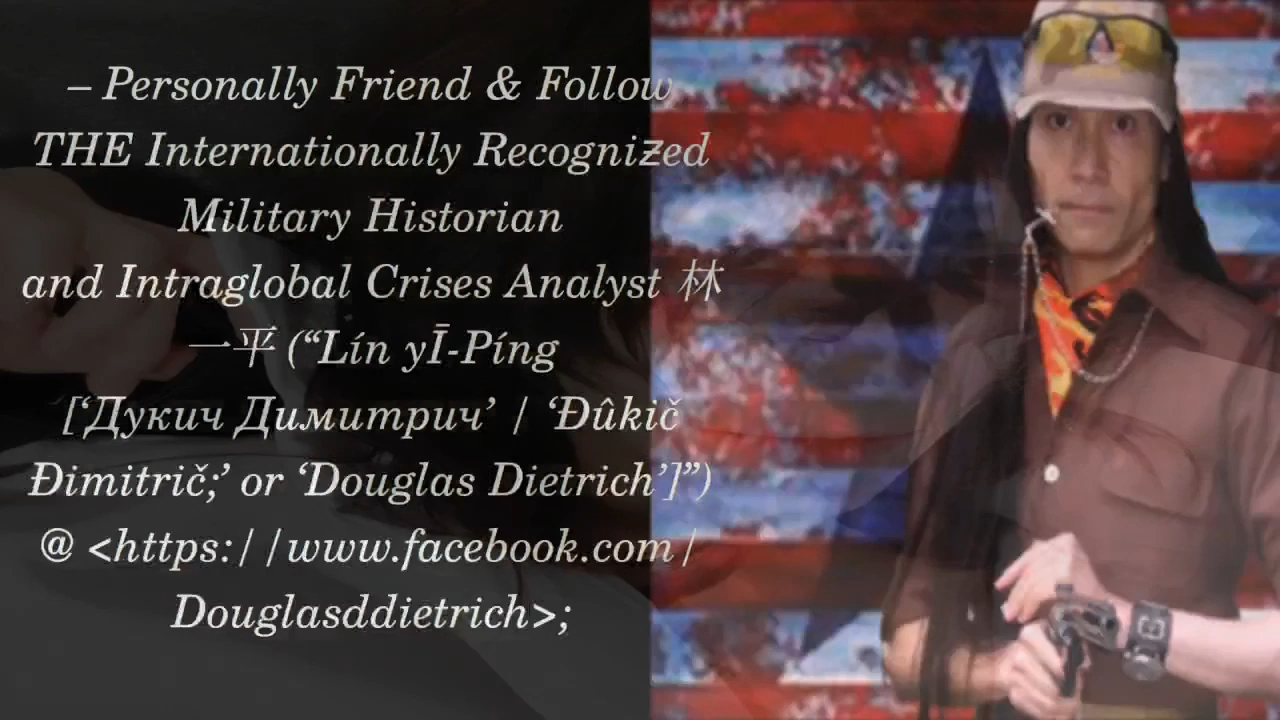 – Personally Friend & Follow
THE Internationally Recogniƶed
Military Historian
and Intraglobal Crises Analyst 林
一平 (“Lín yĪ-Píng
[‘Дукич Димитрич’ / ‘Đûkič
Đimitrič;’ or ‘Douglas Dietrich’]”)
@ <https://www.facebook.com/
Douglasddietrich>;